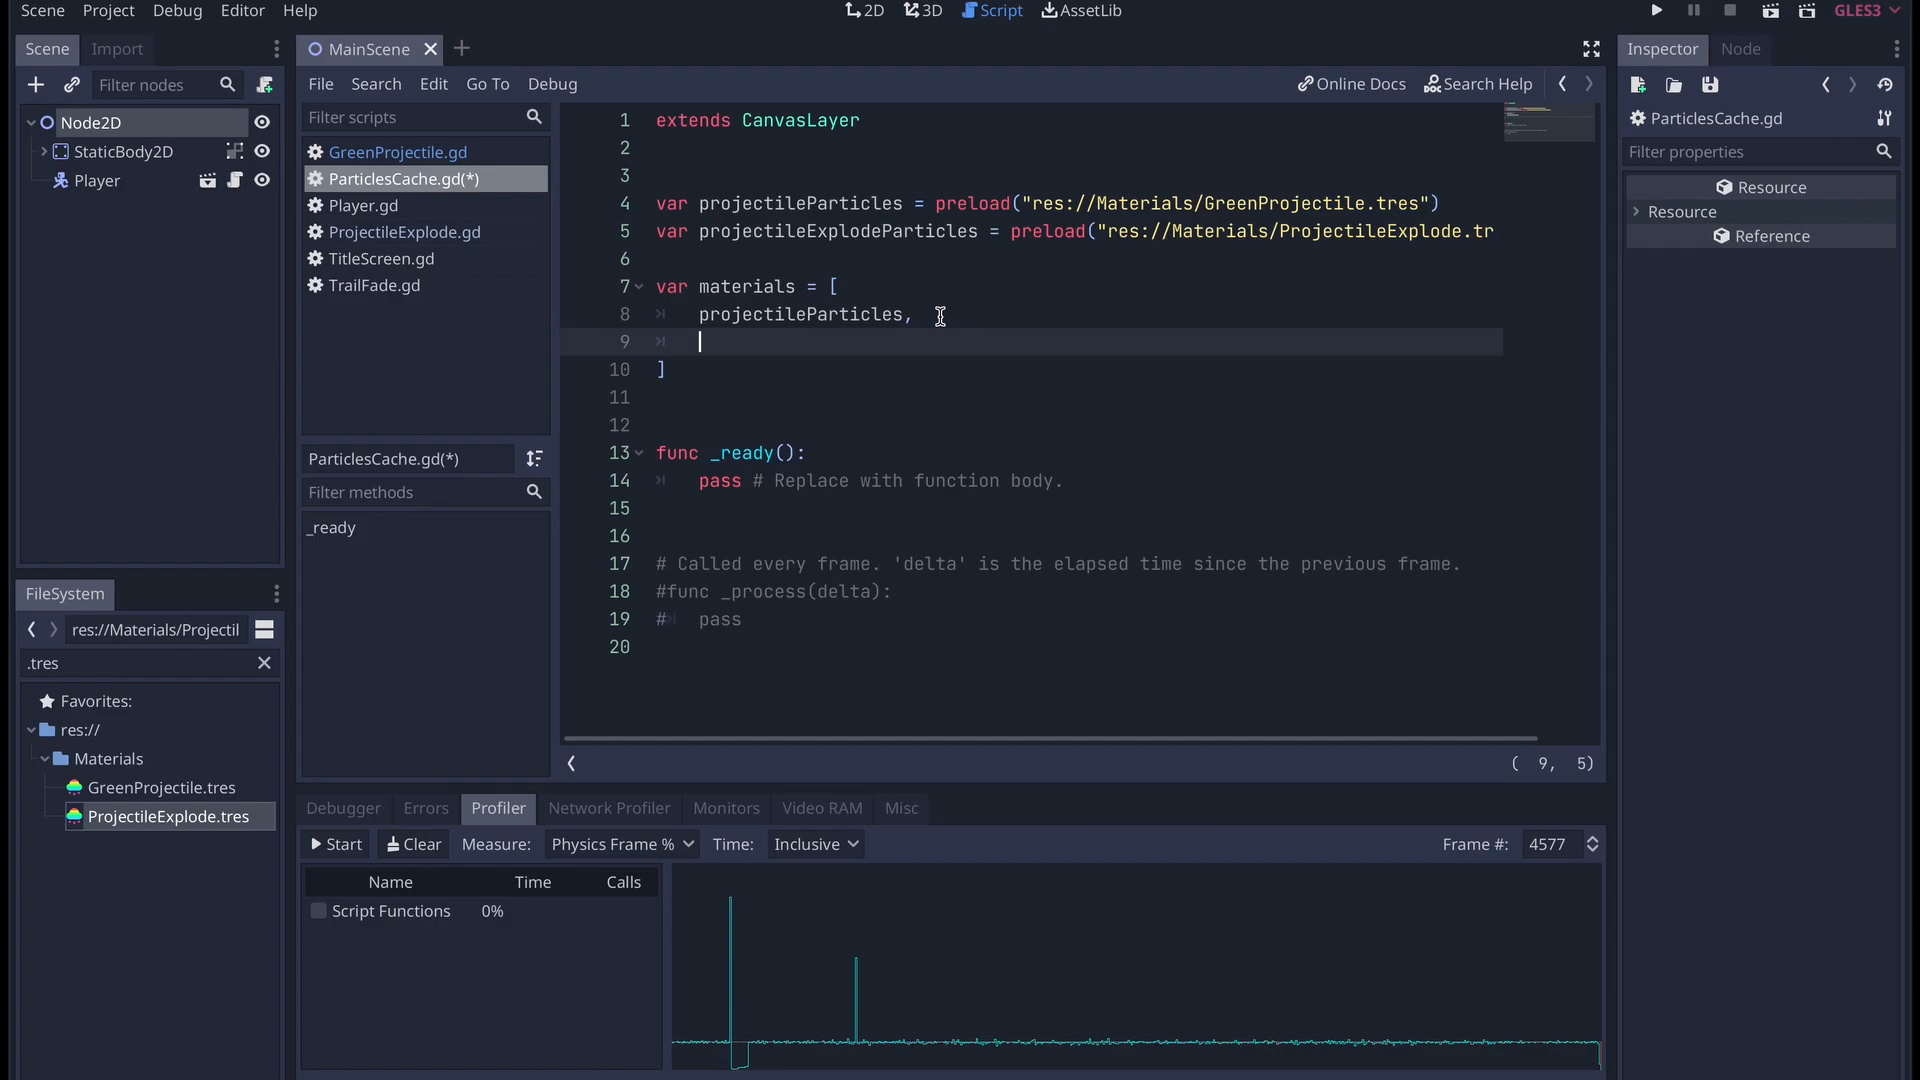 Scene Project Debug Editor Help
2D 3D Script AssetLib
GLES3
Scene Import
Filter nodes
Node2D
StaticBody2D
Player
FileSystem
res://Materials/Projectil
.tres
Favorites:
res://
Materials
GreenProjectile.tres
ProjectileExplode.tres
MainScene
File Search Edit Go To Debug
Online Docs Search Help
Filter scripts
GreenProjectile.gd
ParticlesCache.gd(*)
Player.gd
ProjectileExplode.gd
TitleScreen.gd
TrailFade.gd
ParticlesCache.gd(*)
Filter methods
_ready
1 extends CanvasLayer
2
3
4 var projectileParticles = preload("res://Materials/GreenProjectile.tres")
5 var projectileExplodeParticles = preload("res://Materials/ProjectileExplode.tr
6
7 var materials = [
8 projectileParticles,
9
10 ]
11
12
13 func _ready():
14 pass # Replace with function body.
15
16
17 # Called every frame. 'delta' is the elapsed time since the previous frame.
18 #func _process(delta):
19 # pass
20
( 9, 5)
Debugger Errors Profiler Network Profiler Monitors Video RAM Misc
Start Clear Measure: Physics Frame % Time: Inclusive Frame #: 4577
Name Time Calls
Script Functions 0%
Inspector Node
ParticlesCache.gd
Filter properties
Resource
Resource
Reference